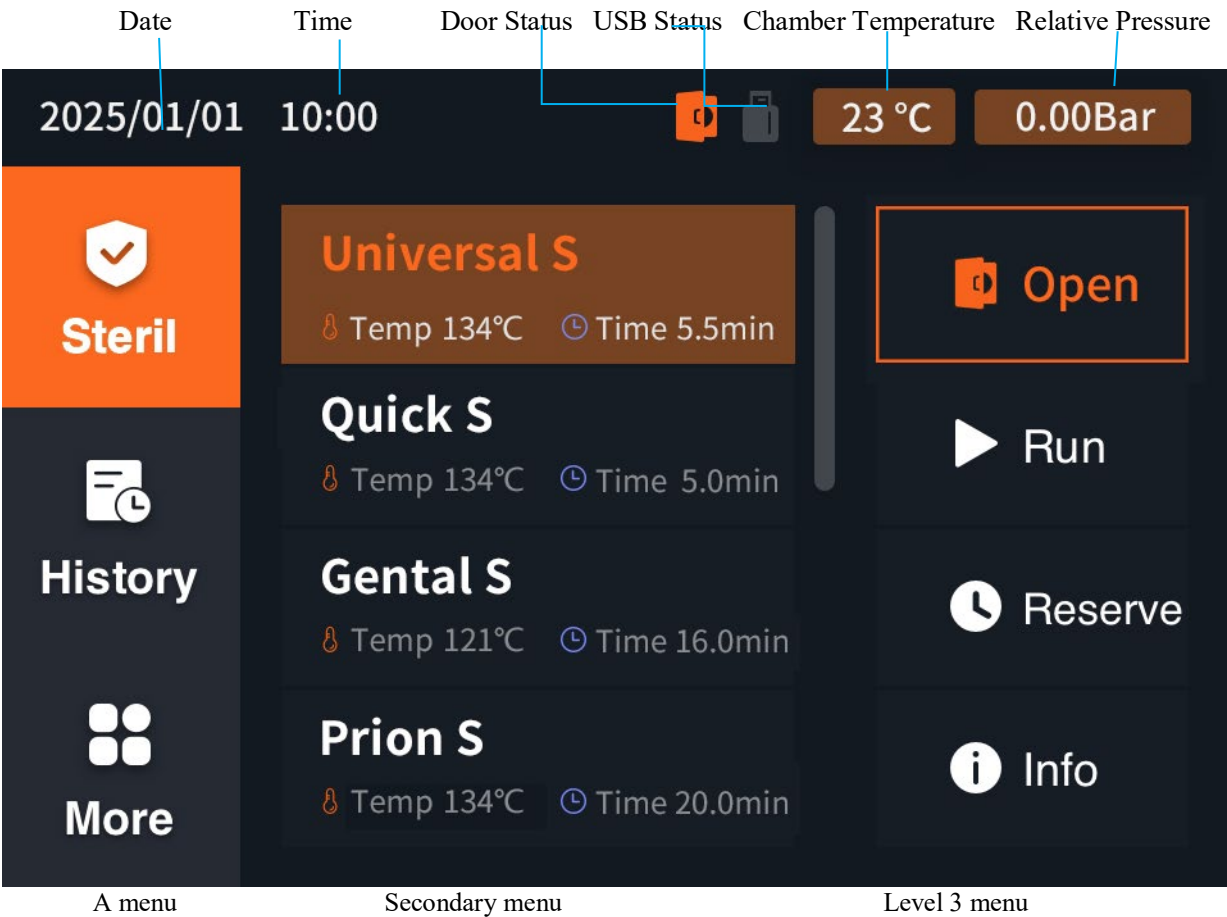 Date Time Door Status USB Status Chamber Temperature Relative Pressure
2025/01/01 10:00 23 °C 0.00Bar
Steril
History
More
Universal S
Temp 134°C Time 5.5min
Quick S
Temp 134°C Time 5.0min
Gental S
Temp 121°C Time 16.0min
Prion S
Temp 134°C Time 20.0min
Open
Run
Reserve
Info
A menu Secondary menu Level 3 menu